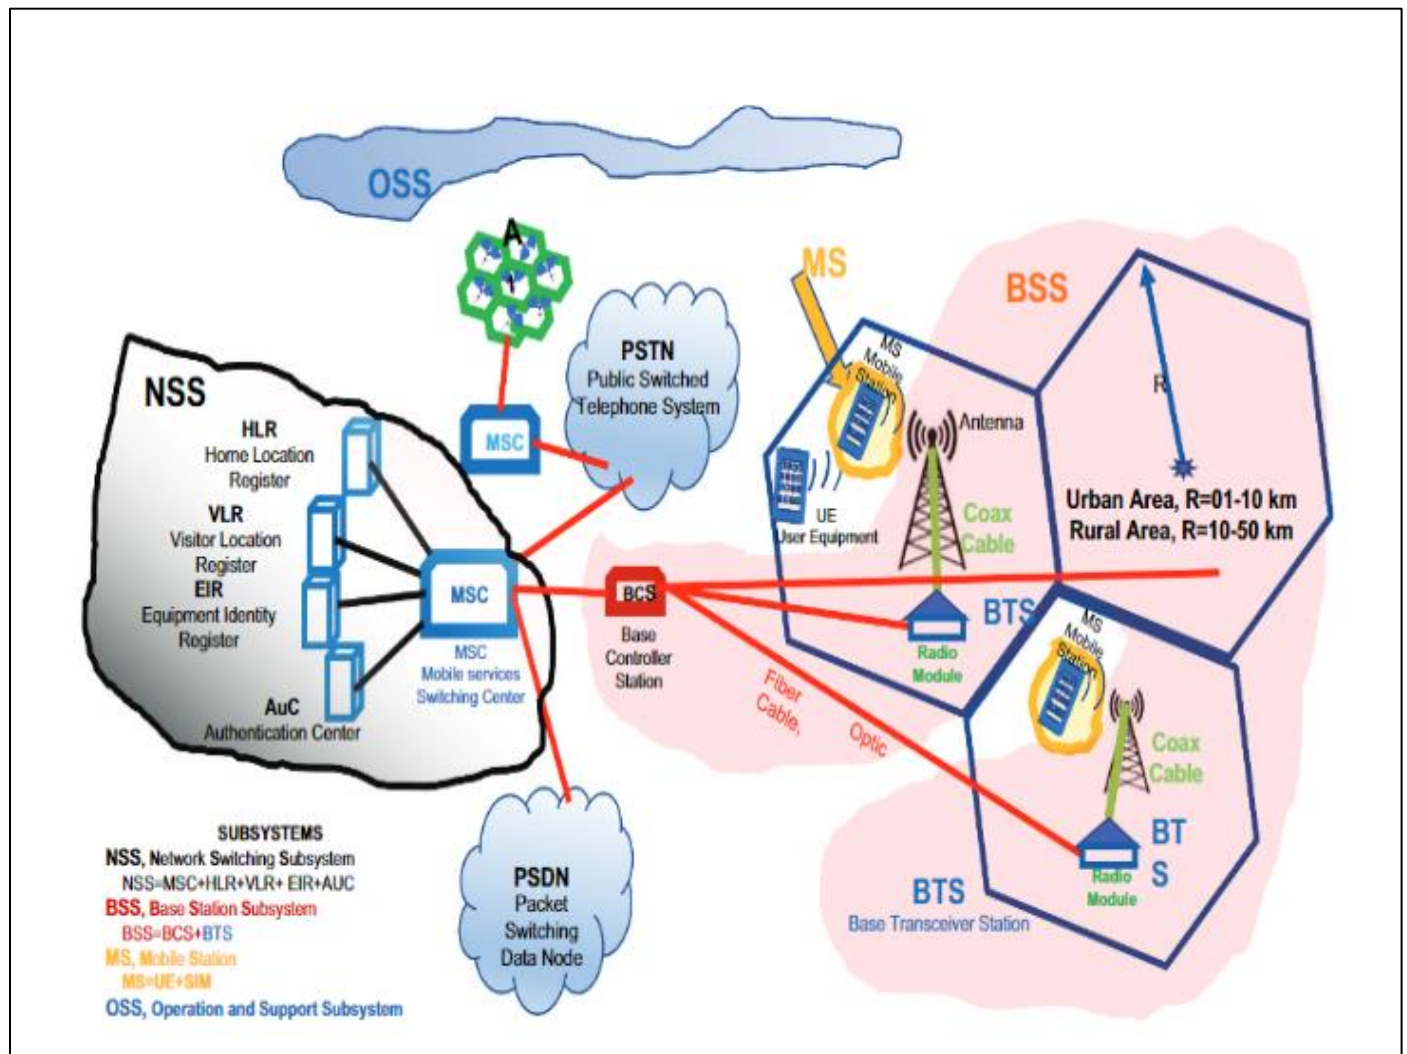 OSS
A
1
MS
BSS
PSTN
Public Switched
Telephone System
MS
Mobile
Station
R
NSS
HLR
Home Location
Register
MSC
Antenna
Urban Area, R=01-10 km
Rural Area, R=10-50 km
VLR
Visitor Location
Register
UE
User Equipment
Coax
Cable
EIR
Equipment Identity
Register
MSC
BCS
BTS
MS
Mobile
Station
MSC
Mobile services
Switching Center
Base
Controller
Station
Radio
Module
Fiber
Cable,
Optic
AuC
Authentication Center
Coax
Cable
BT
S
Radio
Module
SUBSYSTEMS
NSS, Network Switching Subsystem
NSS=MSC+HLR+VLR+ EIR+AUC
BSS, Base Station Subsystem
BSS=BCS+BTS
MS, Mobile Station
MS=UE+SIM
OSS, Operation and Support Subsystem
PSDN
Packet
Switching
Data Node
BTS
Base Transceiver Station